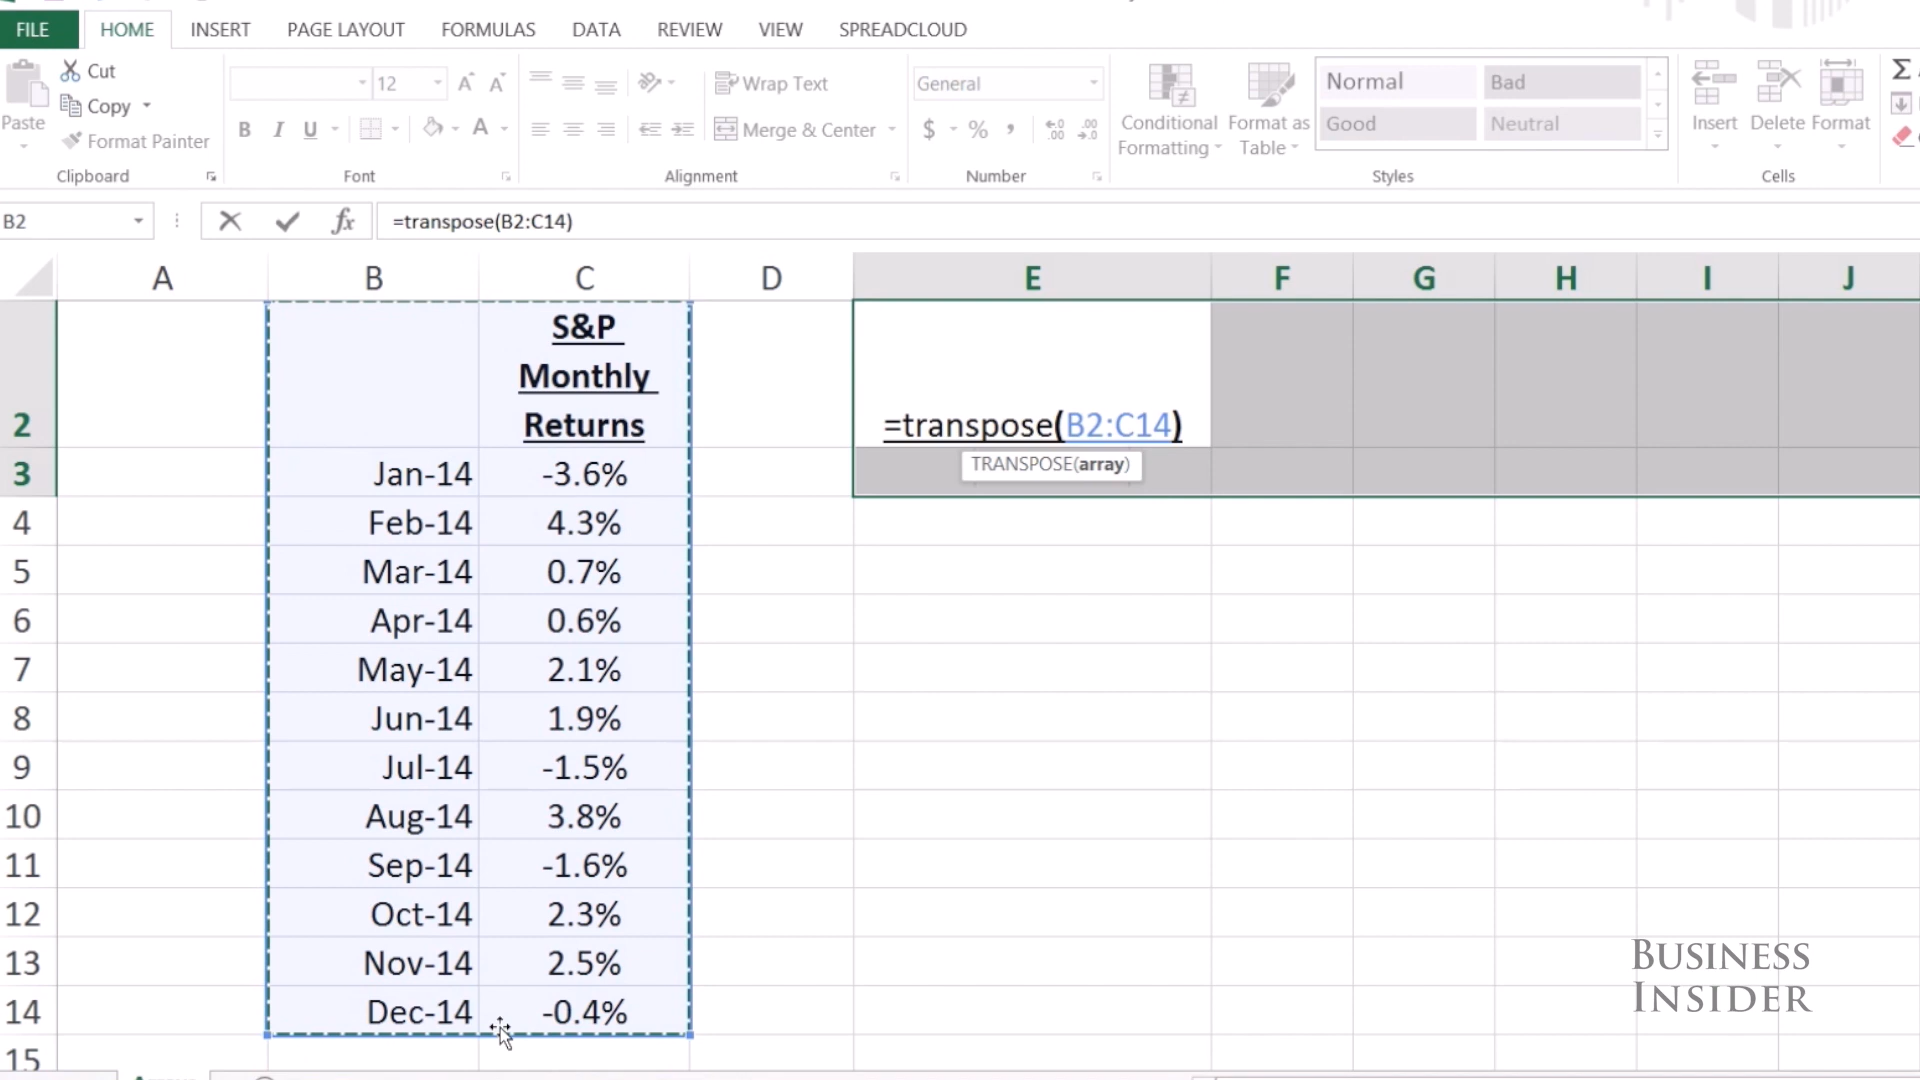 FILE HOME INSERT PAGE LAYOUT FORMULAS DATA REVIEW VIEW SPREADCLOUD
Cut
Copy
Format Painter
Paste
Clipboard
12
B I U A
Font
Wrap Text
Merge & Center
Alignment
General
$ % ,
Number
Conditional
Formatting
Format as
Table
Normal Bad
Good Neutral
Styles
Insert Delete Format
Cells
B2 fx =transpose(B2:C14)
A B C D E F G H I J
S&P
Monthly
2 Returns =transpose(B2:C14)
TRANSPOSE(array)
3 Jan-14 -3.6%
4 Feb-14 4.3%
5 Mar-14 0.7%
6 Apr-14 0.6%
7 May-14 2.1%
8 Jun-14 1.9%
9 Jul-14 -1.5%
10 Aug-14 3.8%
11 Sep-14 -1.6%
12 Oct-14 2.3%
13 Nov-14 2.5%
14 Dec-14 -0.4%
15
BUSINESS
INSIDER